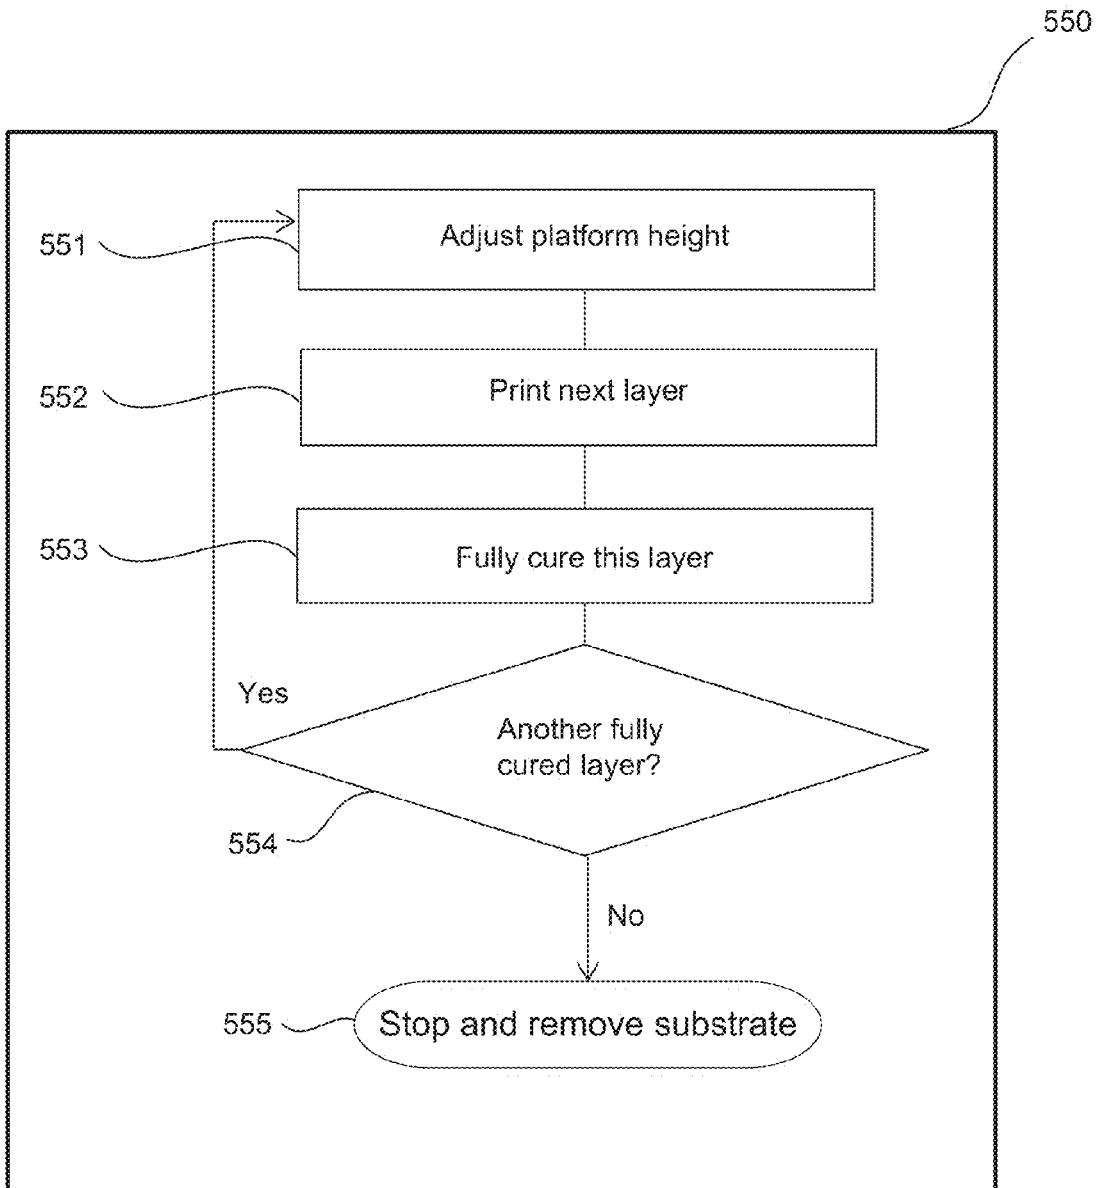 550
551
Adjust platform height
552
Print next layer
553
Fully cure this layer
Yes
Another fully
cured layer?
554
No
555
Stop and remove substrate